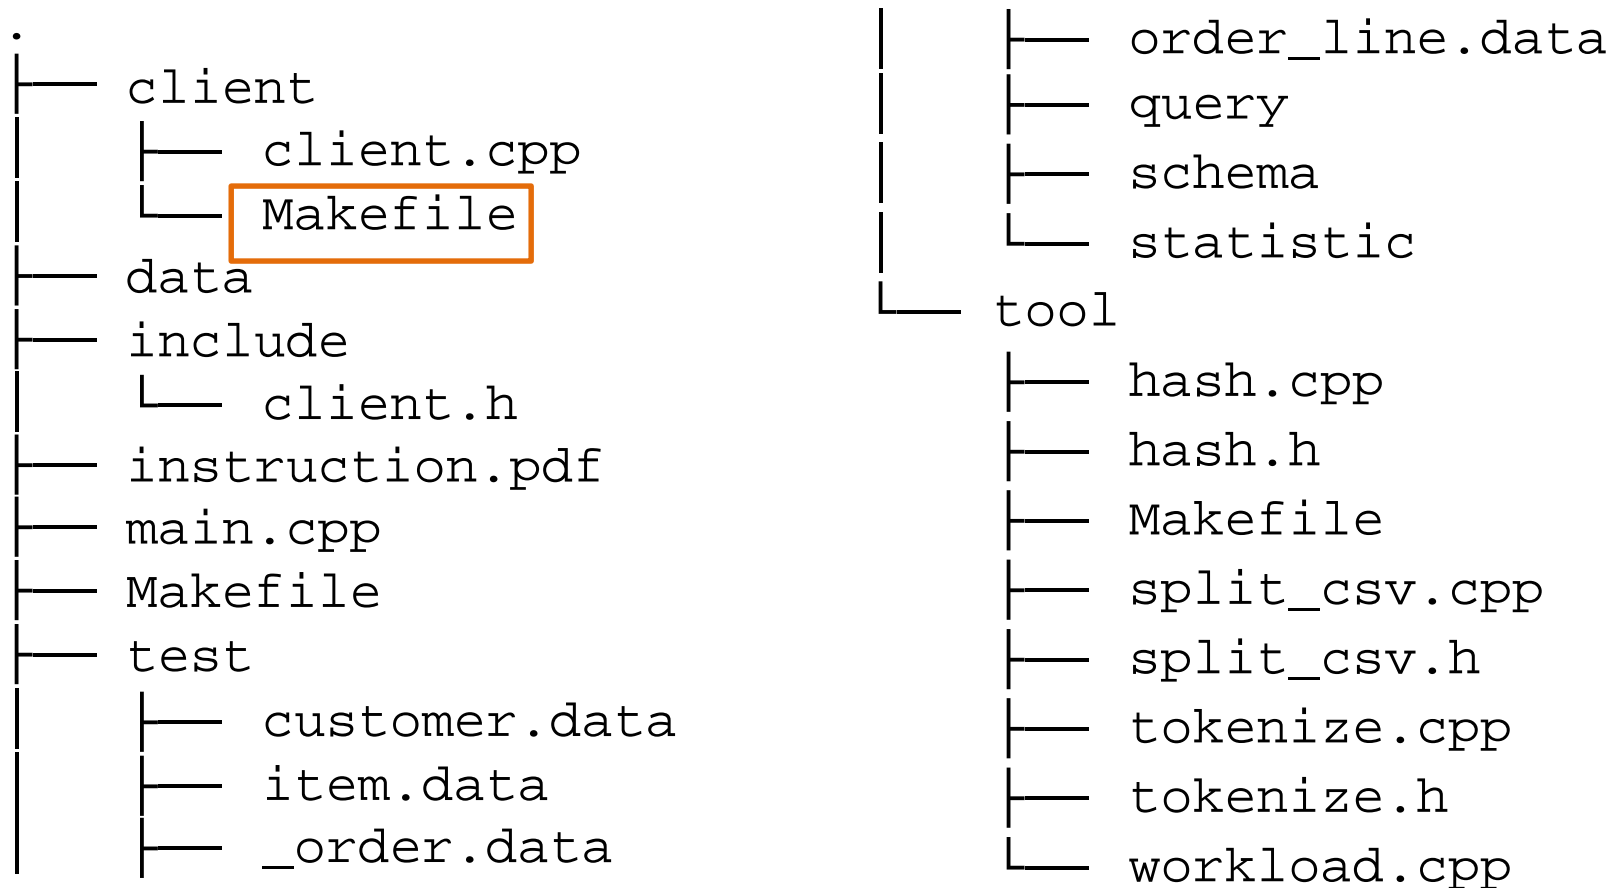 .
├── client
│   ├── client.cpp
│   └── Makefile
├── data
├── include
│   └── client.h
├── instruction.pdf
├── main.cpp
├── Makefile
├── test
│   ├── customer.data
│   ├── item.data
│   ├── _order.data
│   ├── order_line.data
│   ├── query
│   ├── schema
│   └── statistic
└── tool
    ├── hash.cpp
    ├── hash.h
    ├── Makefile
    ├── split_csv.cpp
    ├── split_csv.h
    ├── tokenize.cpp
    ├── tokenize.h
    └── workload.cpp